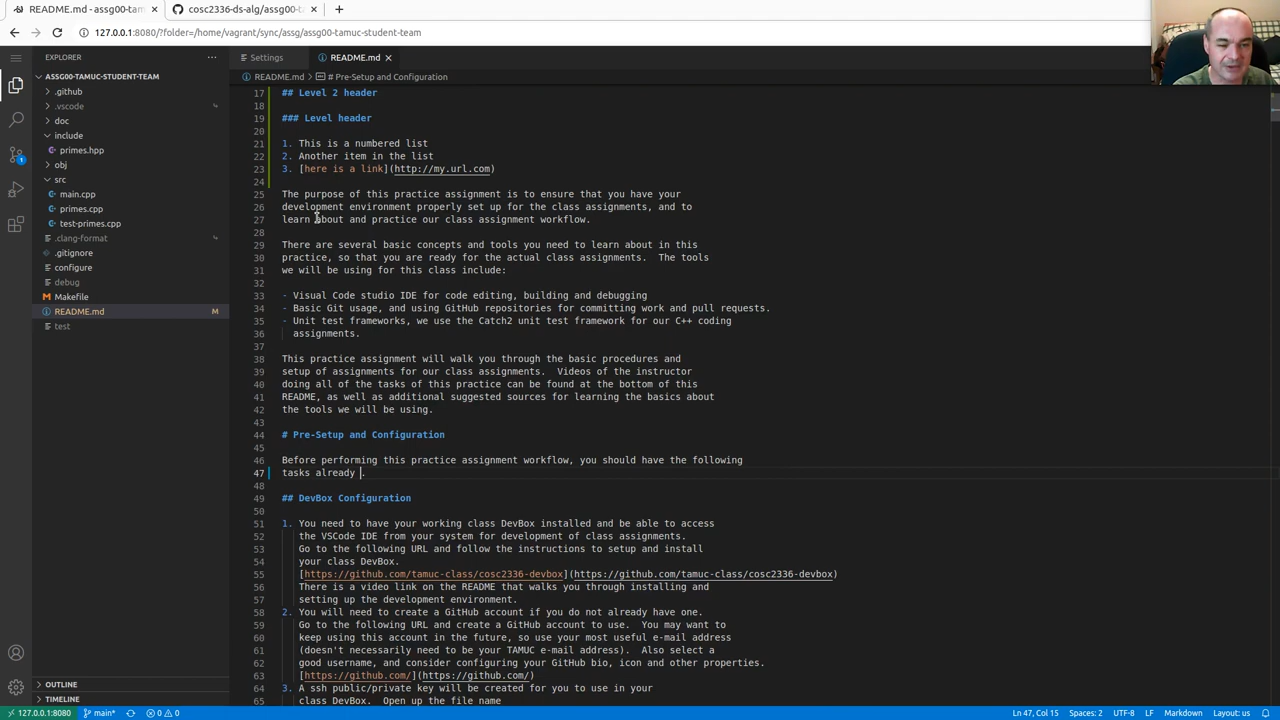 README.md - assg00-tam
cosc2336-ds-alg/assg00-t
127.0.0.1:8080/?folder=/home/vagrant/sync/assg/assg00-tamuc-student-team
EXPLORER
ASSG00-TAMUC-STUDENT-TEAM
.github
.vscode
doc
include
primes.hpp
obj
src
main.cpp
primes.cpp
test-primes.cpp
.clang-format
.gitignore
configure
debug
Makefile
README.md M
test
OUTLINE
TIMELINE
Settings
README.md
README.md > # Pre-Setup and Configuration
17 ## Level 2 header
18
19 ### Level header
20
21 1. This is a numbered list
22 2. Another item in the list
23 3. [here is a link](http://my.url.com)
24
25 The purpose of this practice assignment is to ensure that you have your
26 development environment properly set up for the class assignments, and to
27 learn about and practice our class assignment workflow.
28
29 There are several basic concepts and tools you need to learn about in this
30 practice, so that you are ready for the actual class assignments.  The tools
31 we will be using for this class include:
32
33 - Visual Code studio IDE for code editing, building and debugging
34 - Basic Git usage, and using GitHub repositories for committing work and pull requests.
35 - Unit test frameworks, we use the Catch2 unit test framework for our C++ coding
36 assignments.
37
38 This practice assignment will walk you through the basic procedures and
39 setup of assignments for our class assignments.  Videos of the instructor
40 doing all of the tasks of this practice can be found at the bottom of this
41 README, as well as additional suggested sources for learning the basics about
42 the tools we will be using.
43
44 # Pre-Setup and Configuration
45
46 Before performing this practice assignment workflow, you should have the following
47 tasks already .
48
49 ## DevBox Configuration
50
51 1. You need to have your working class DevBox installed and be able to access
52 the VSCode IDE from your system for development of class assignments.
53 Go to the following URL and follow the instructions to setup and install
54 your class DevBox.
55 [https://github.com/tamuc-class/cosc2336-devbox](https://github.com/tamuc-class/cosc2336-devbox)
56 There is a video link on the README that walks you through installing and
57 setting up the development environment.
58 2. You will need to create a GitHub account if you do not already have one.
59 Go to the following URL and create a GitHub account to use.  You may want to
60 keep using this account in the future, so use your most useful e-mail address
61 (doesn't necessarily need to be your TAMUC e-mail address).  Also select a
62 good username, and consider configuring your GitHub bio, icon and other properties.
63 [https://github.com/](https://github.com/)
64 3. A ssh public/private key will be created for you to use in your
65 class DevBox.  Open up the file name
1
127.0.0.1:8080 main* 0 0
Ln 47, Col 15 Spaces: 2 UTF-8 LF Markdown Layout: us